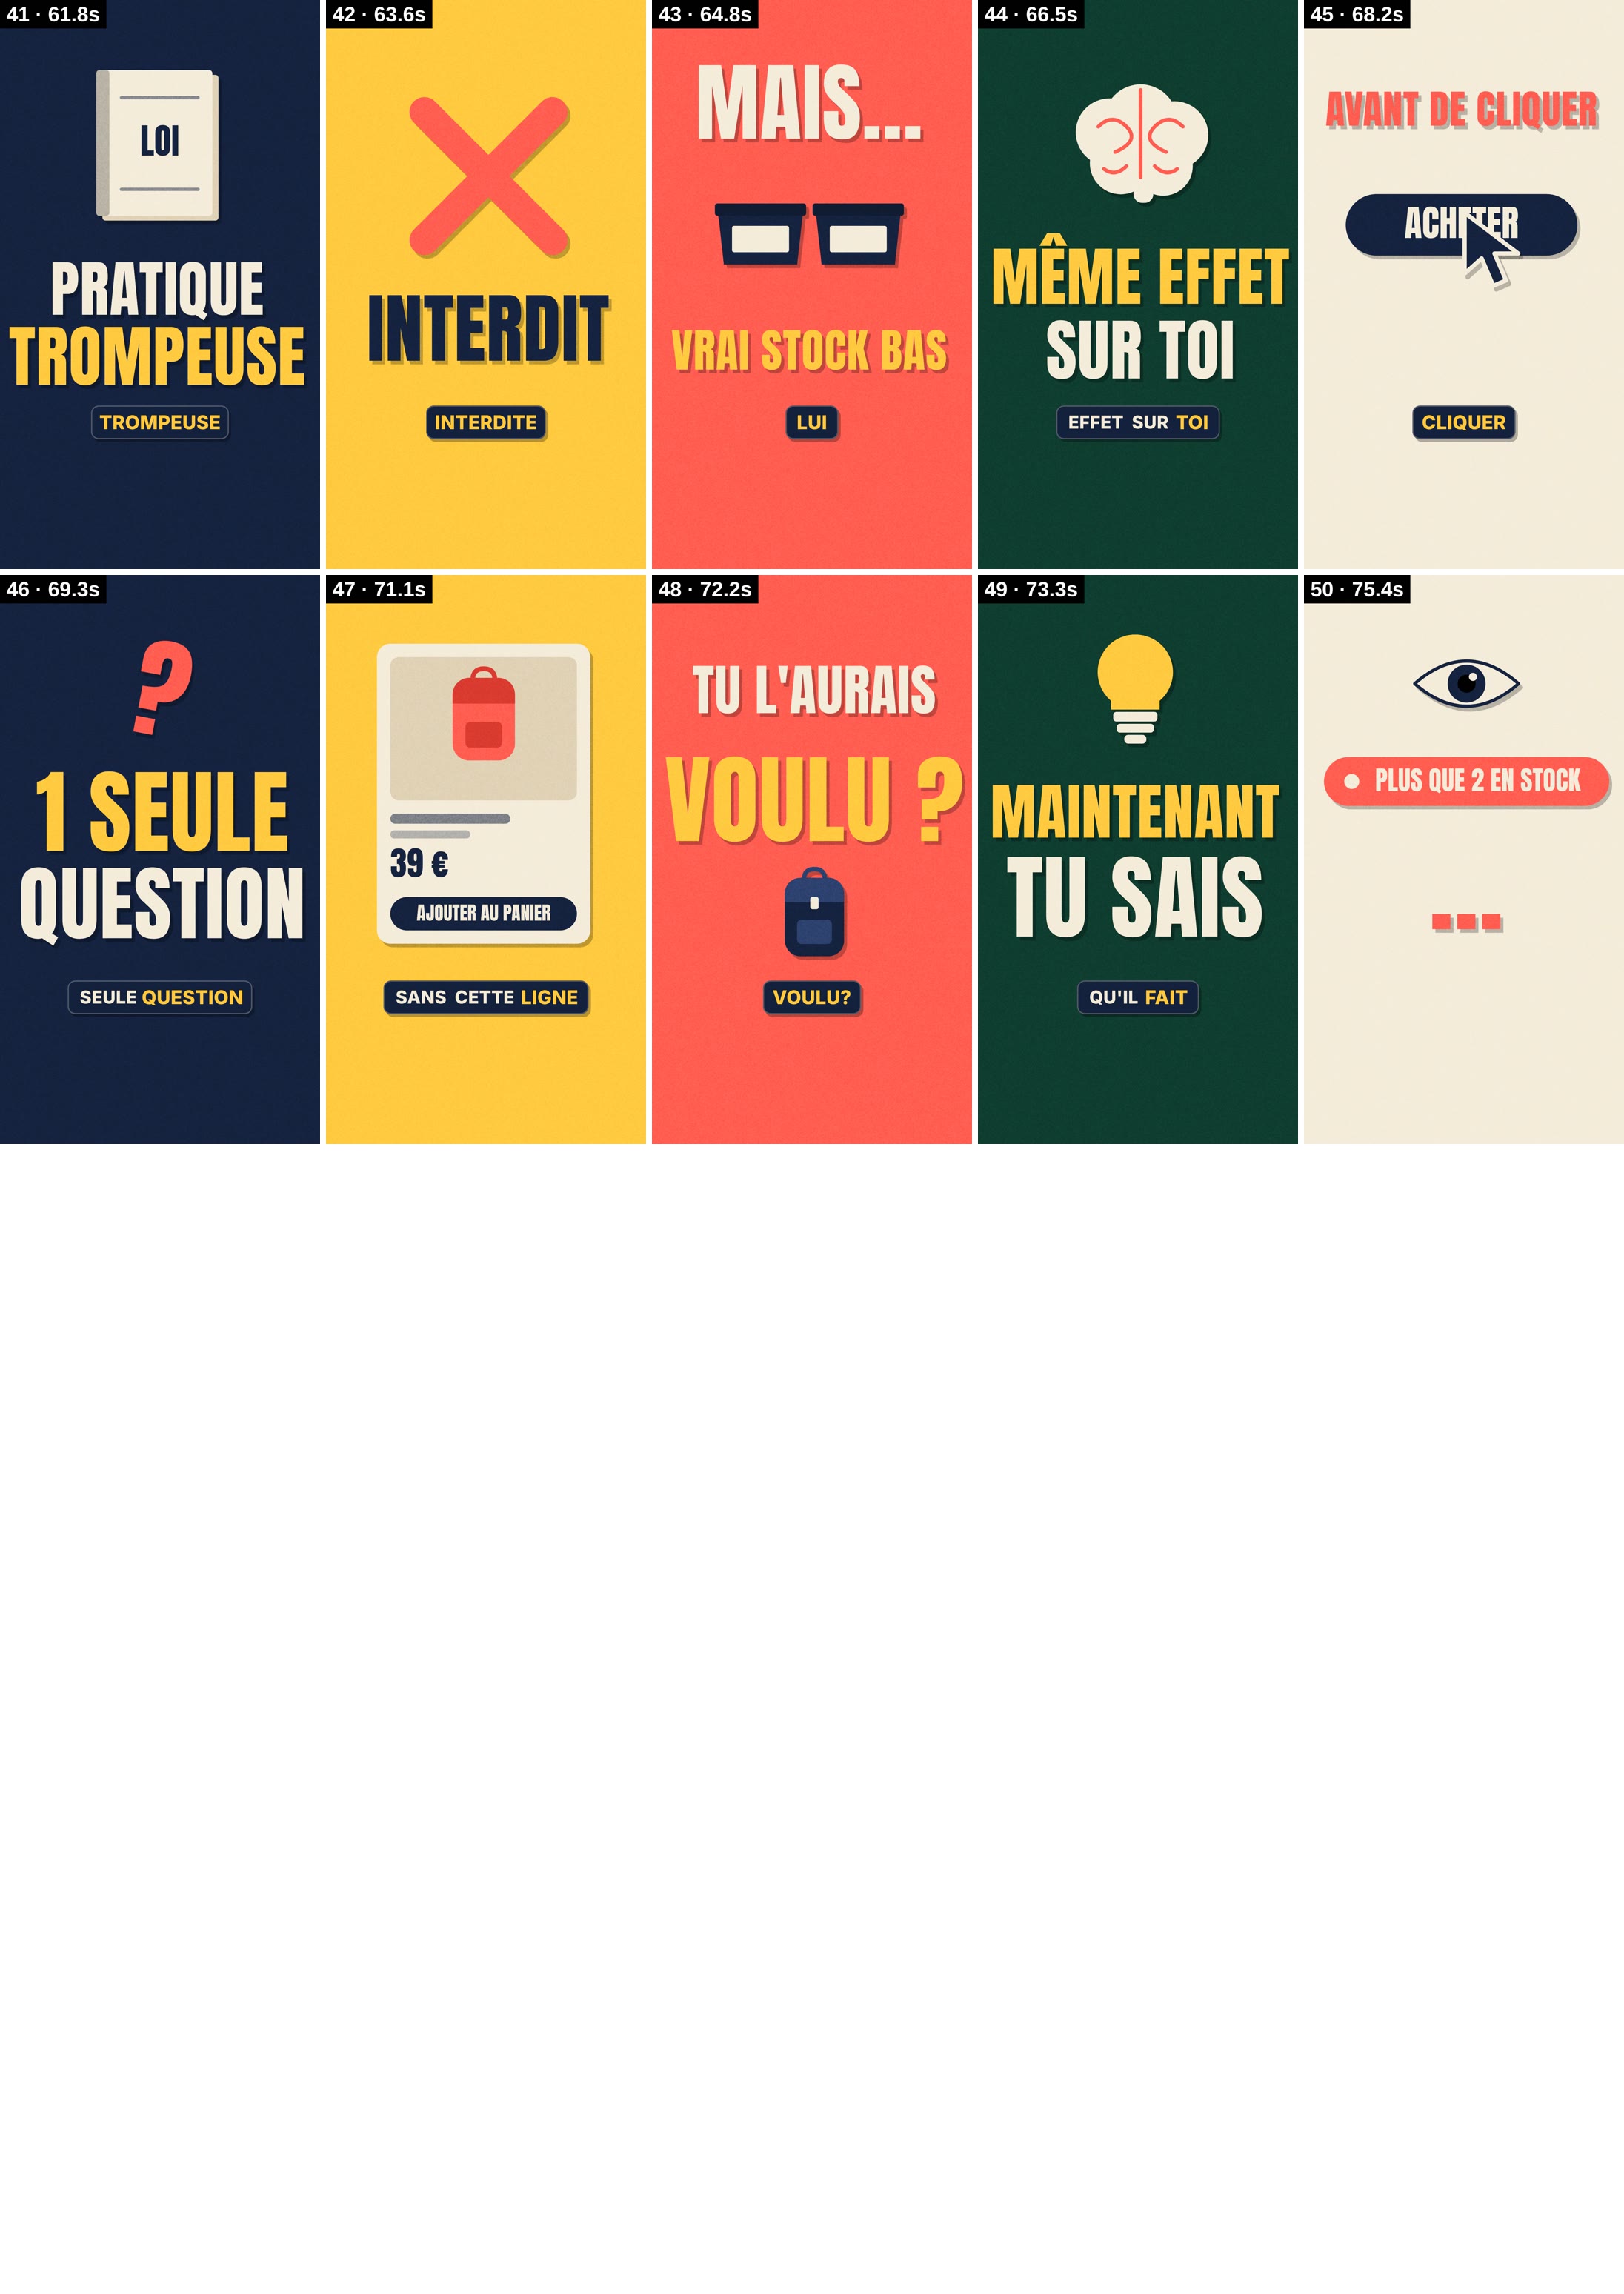 41 · 61.8s
LOI
PRATIQUE
TROMPEUSE
TROMPEUSE
42 · 63.6s
INTERDIT
INTERDITE
43 · 64.8s
MAIS...
VRAI STOCK BAS
LUI
44 · 66.5s
MÊME EFFET
SUR TOI
EFFET SUR TOI
45 · 68.2s
AVANT DE CLIQUER
ACHETER
CLIQUER
46 · 69.3s
?
1 SEULE
QUESTION
SEULE QUESTION
47 · 71.1s
39 €
AJOUTER AU PANIER
SANS CETTE LIGNE
48 · 72.2s
TU L'AURAIS
VOULU ?
VOULU?
49 · 73.3s
MAINTENANT
TU SAIS
QU'IL FAIT
50 · 75.4s
PLUS QUE 2 EN STOCK
...